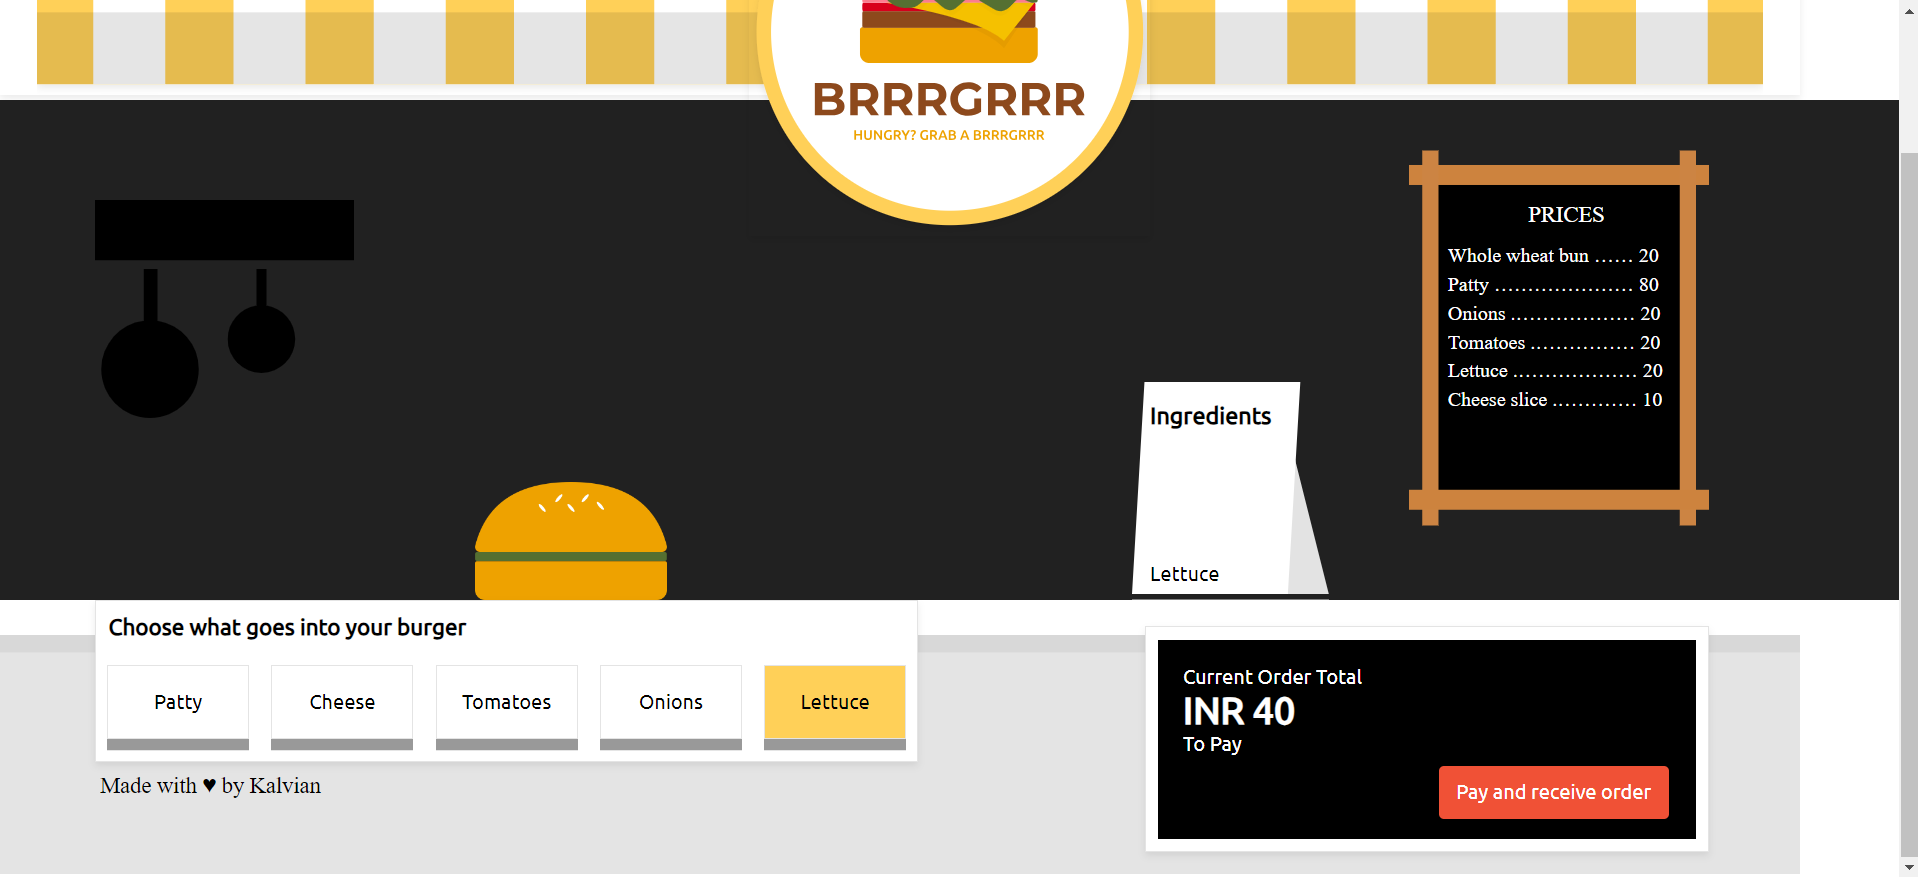 BRRRGRRR
HUNGRY? GRAB A BRRRGRRR
PRICES
Whole wheat bun ...... 20
Patty ..................... 80
Onions ................... 20
Tomatoes ................ 20
Lettuce ................... 20
Cheese slice ............. 10
Ingredients
Lettuce
Choose what goes into your burger
Patty
Cheese
Tomatoes
Onions
Lettuce
Made with ♥ by Kalvian
Current Order Total
INR 40
To Pay
Pay and receive order